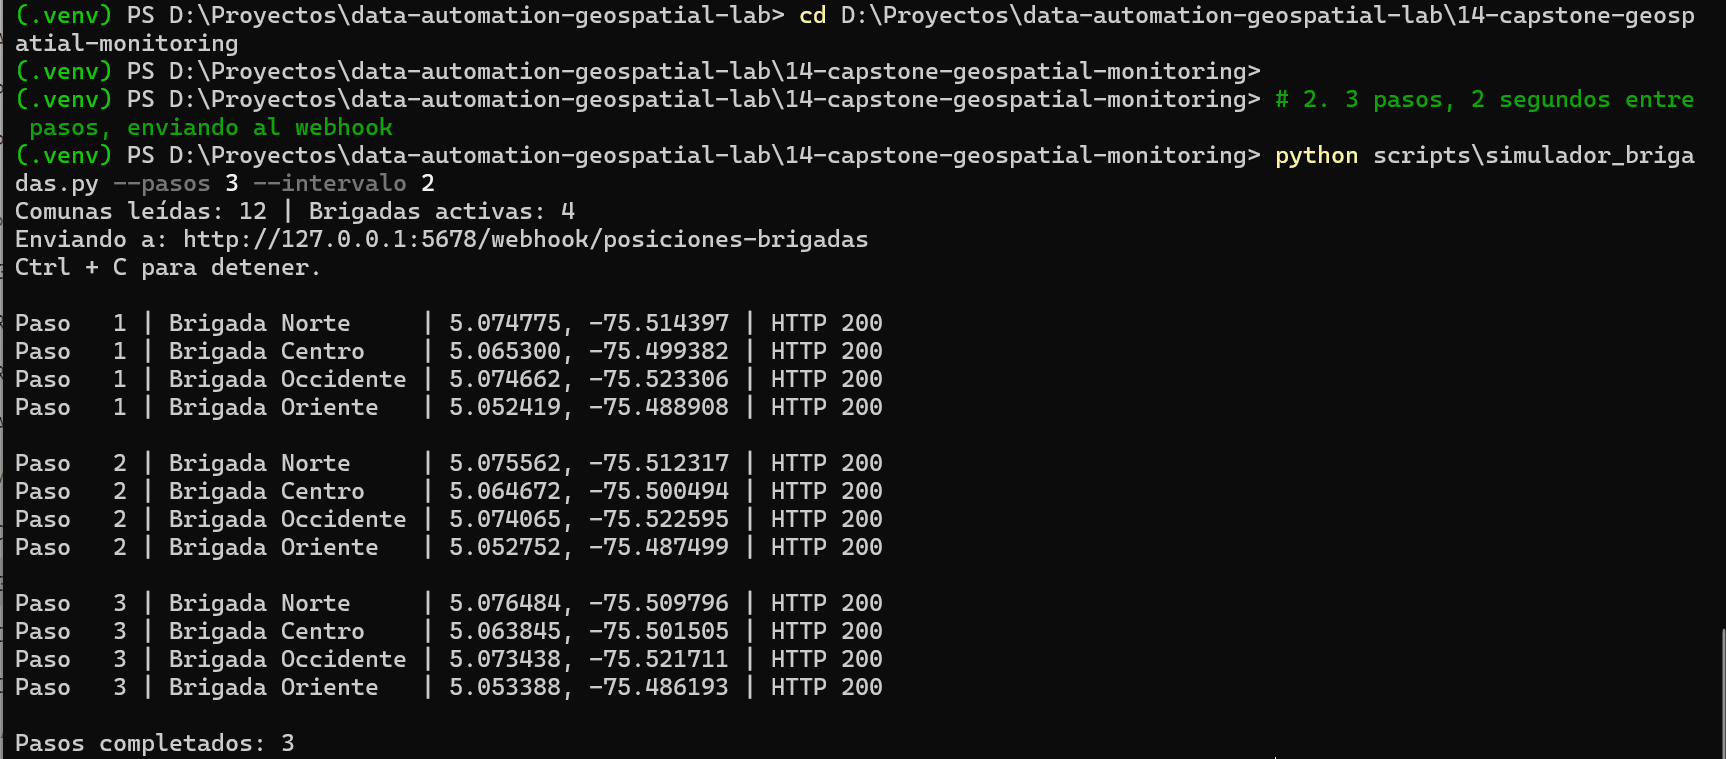 (.venv) PS D:\Proyectos\data-automation-geospatial-lab> cd D:\Proyectos\data-automation-geospatial-lab\14-capstone-geosp
atial-monitoring
(.venv) PS D:\Proyectos\data-automation-geospatial-lab\14-capstone-geospatial-monitoring>
(.venv) PS D:\Proyectos\data-automation-geospatial-lab\14-capstone-geospatial-monitoring> # 2. 3 pasos, 2 segundos entre
 pasos, enviando al webhook
(.venv) PS D:\Proyectos\data-automation-geospatial-lab\14-capstone-geospatial-monitoring> python scripts\simulador_briga
das.py --pasos 3 --intervalo 2
Comunas leídas: 12 | Brigadas activas: 4
Enviando a: http://127.0.0.1:5678/webhook/posiciones-brigadas
Ctrl + C para detener.

Paso   1 | Brigada Norte     | 5.074775, -75.514397 | HTTP 200
Paso   1 | Brigada Centro    | 5.065300, -75.499382 | HTTP 200
Paso   1 | Brigada Occidente | 5.074662, -75.523306 | HTTP 200
Paso   1 | Brigada Oriente   | 5.052419, -75.488908 | HTTP 200

Paso   2 | Brigada Norte     | 5.075562, -75.512317 | HTTP 200
Paso   2 | Brigada Centro    | 5.064672, -75.500494 | HTTP 200
Paso   2 | Brigada Occidente | 5.074065, -75.522595 | HTTP 200
Paso   2 | Brigada Oriente   | 5.052752, -75.487499 | HTTP 200

Paso   3 | Brigada Norte     | 5.076484, -75.509796 | HTTP 200
Paso   3 | Brigada Centro    | 5.063845, -75.501505 | HTTP 200
Paso   3 | Brigada Occidente | 5.073438, -75.521711 | HTTP 200
Paso   3 | Brigada Oriente   | 5.053388, -75.486193 | HTTP 200

Pasos completados: 3